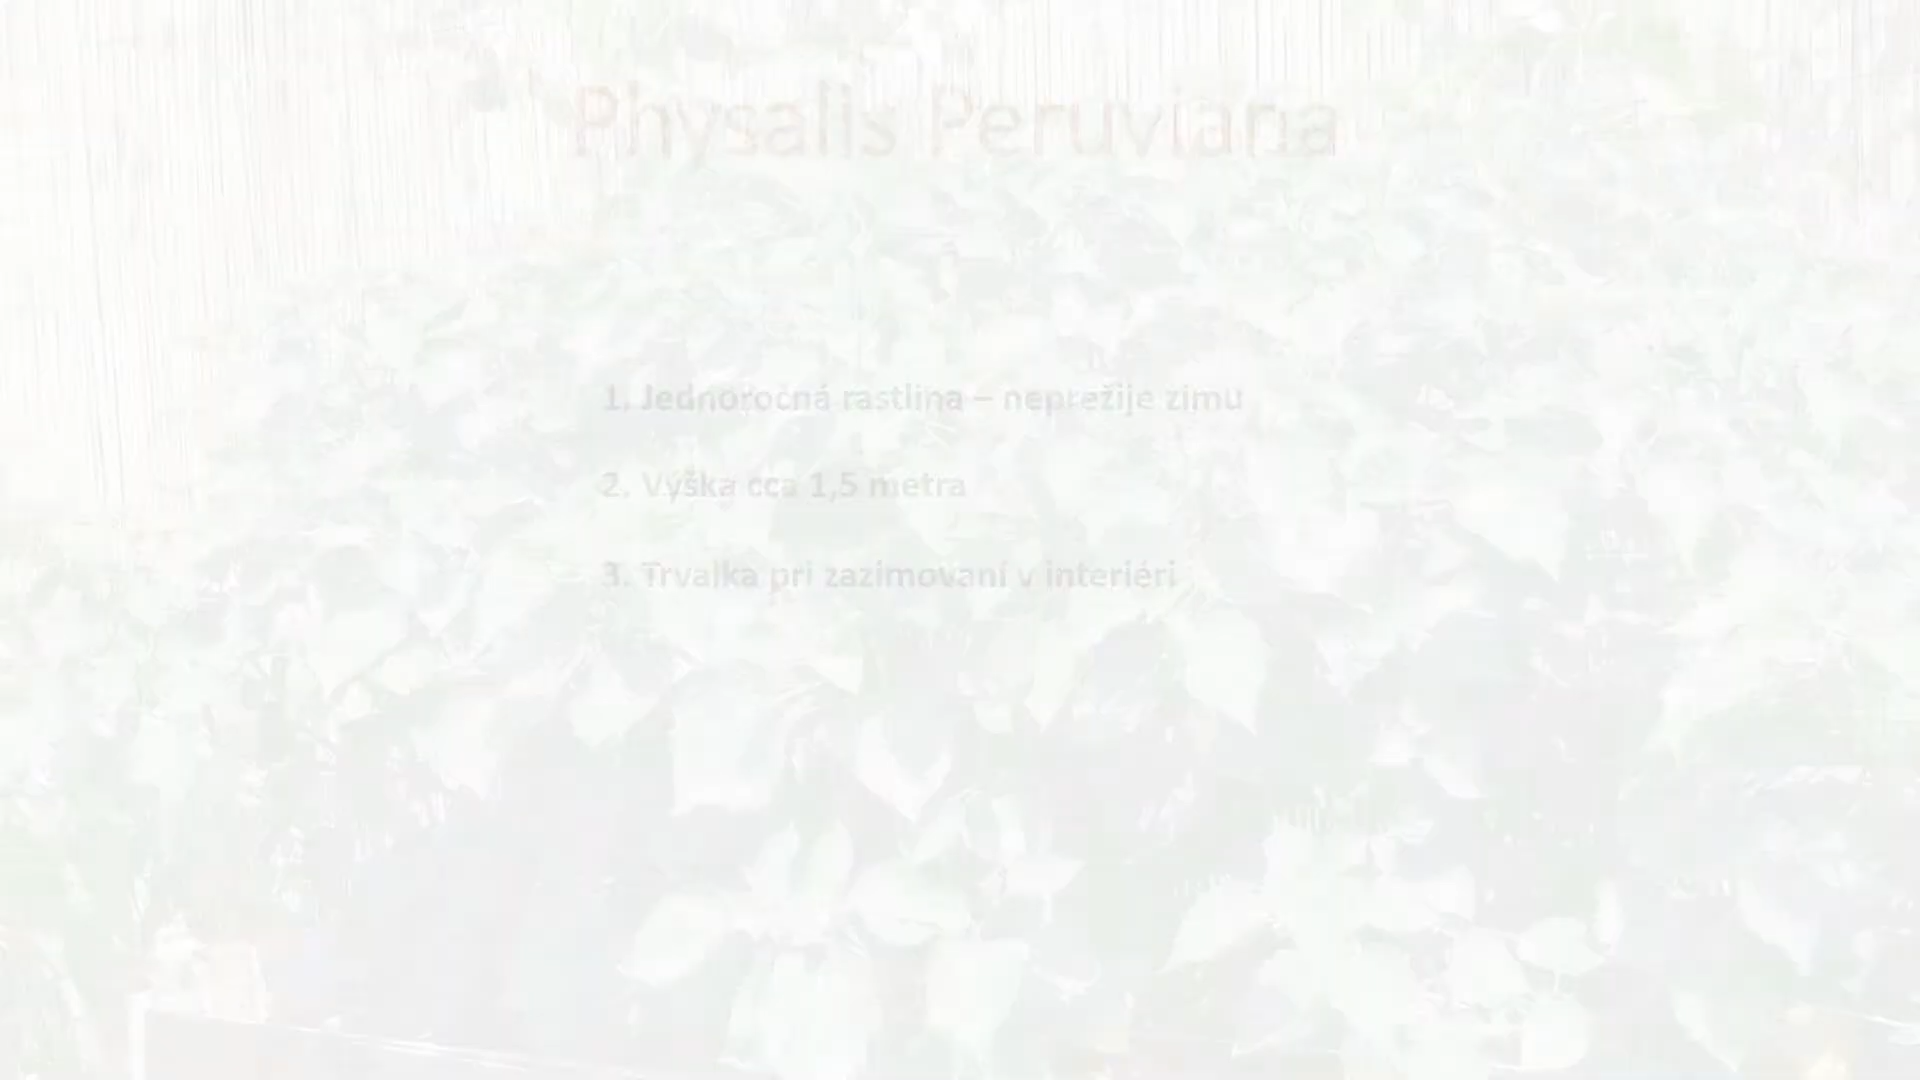 Physalis Peruviana
1. Jednoročná rastlina – neprežije zimu
2. Výška cca 1,5 metra
3. Trvalka pri zazimovaní v interiéri